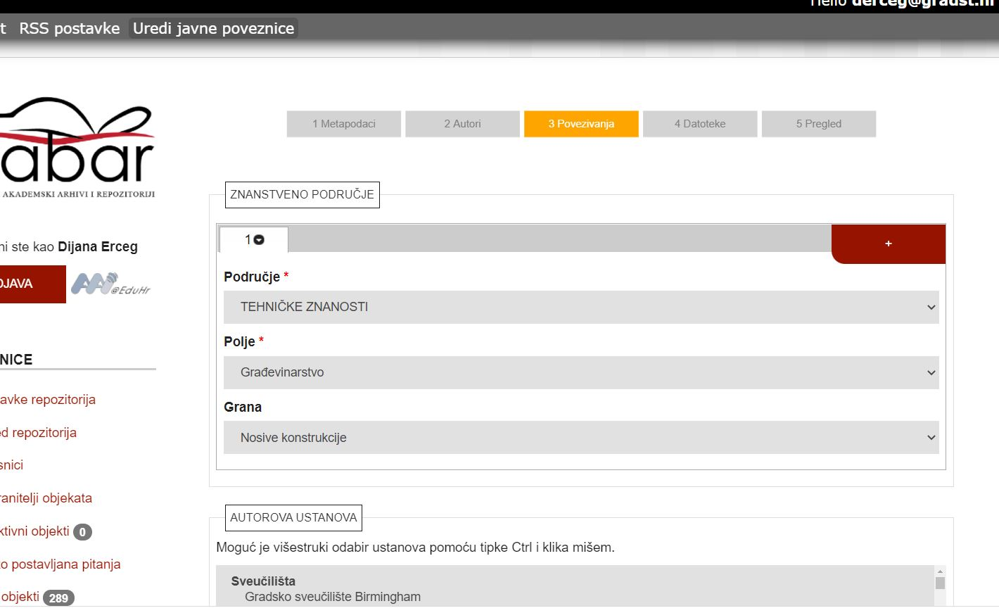 Hello derceg@gradst.hr
t RSS postavke Uredi javne poveznice
abar
AKADEMSKI ARHIVI I REPOZITORIJI
1 Metapodaci 2 Autori 3 Povezivanja 4 Datoteke 5 Pregled
ni ste kao Dijana Erceg
DJAVA
AAI@EduHr
NICE
avke repozitorija
ed repozitorija
snici
ranitelji objekata
ktivni objekti 0
o postavljana pitanja
objekti 289
ZNANSTVENO PODRUČJE
1 +
Područje *
TEHNIČKE ZNANOSTI
Polje *
Građevinarstvo
Grana
Nosive konstrukcije
AUTOROVA USTANOVA
Moguć je višestruki odabir ustanova pomoću tipke Ctrl i klika mišem.
Sveučilišta
Gradsko sveučilište Birmingham